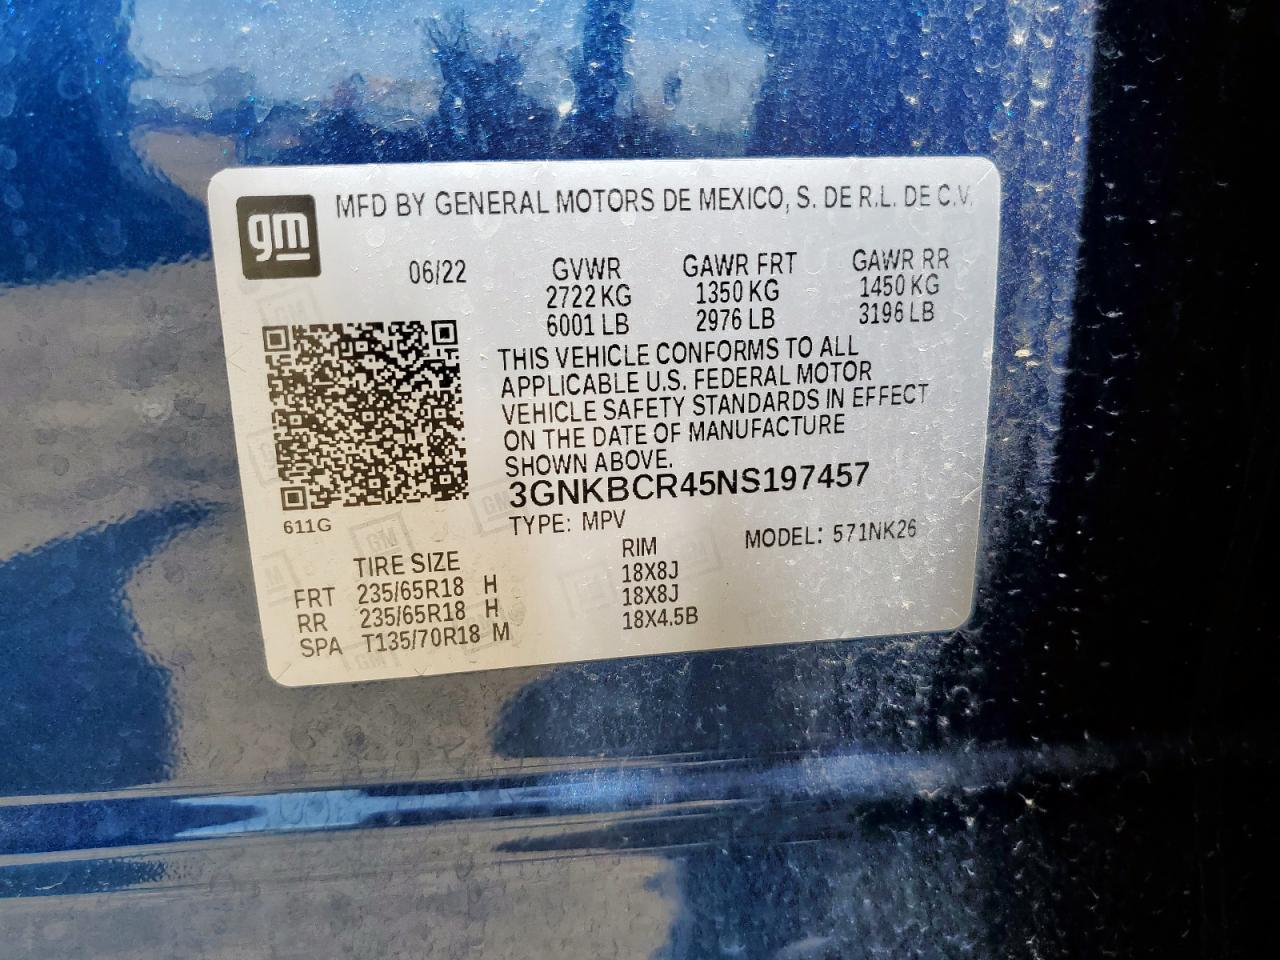 gm
MFD BY GENERAL MOTORS DE MEXICO, S. DE R.L. DE C.V.
06/22
GVWR GAWR FRT GAWR RR
2722 KG 1350 KG 1450 KG
6001 LB 2976 LB 3196 LB
THIS VEHICLE CONFORMS TO ALL
APPLICABLE U.S. FEDERAL MOTOR
VEHICLE SAFETY STANDARDS IN EFFECT
ON THE DATE OF MANUFACTURE
SHOWN ABOVE.
3GNKBCR45NS197457
611G
TYPE: MPV MODEL: 571NK26
TIRE SIZE RIM
FRT 235/65R18 H 18X8J
RR 235/65R18 H 18X8J
SPA T135/70R18 M 18X4.5B